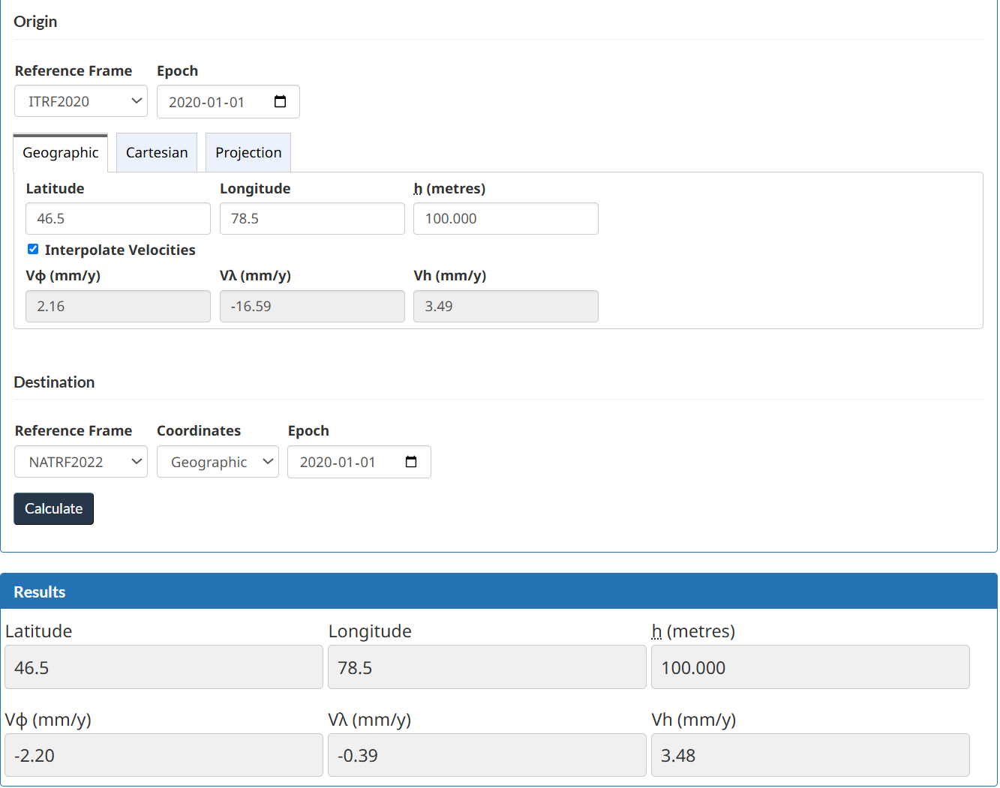 Origin
Reference Frame Epoch
ITRF2020 2020-01-01
Geographic Cartesian Projection
Latitude Longitude h (metres)
46.5 78.5 100.000
Interpolate Velocities
Vϕ (mm/y) Vλ (mm/y) Vh (mm/y)
2.16 -16.59 3.49
Destination
Reference Frame Coordinates Epoch
NATRF2022 Geographic 2020-01-01
Calculate
Results
Latitude Longitude h (metres)
46.5 78.5 100.000
Vϕ (mm/y) Vλ (mm/y) Vh (mm/y)
-2.20 -0.39 3.48